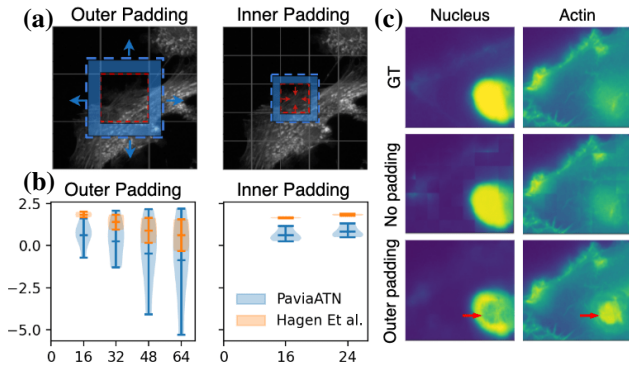 (a) Outer Padding Inner Padding
(c) Nucleus Actin
GT
No padding
Outer padding
(b) Outer Padding Inner Padding
2.5
0.0
−2.5
−5.0
PaviaATN
Hagen Et al.
0 16 32 48 64
0 16 24